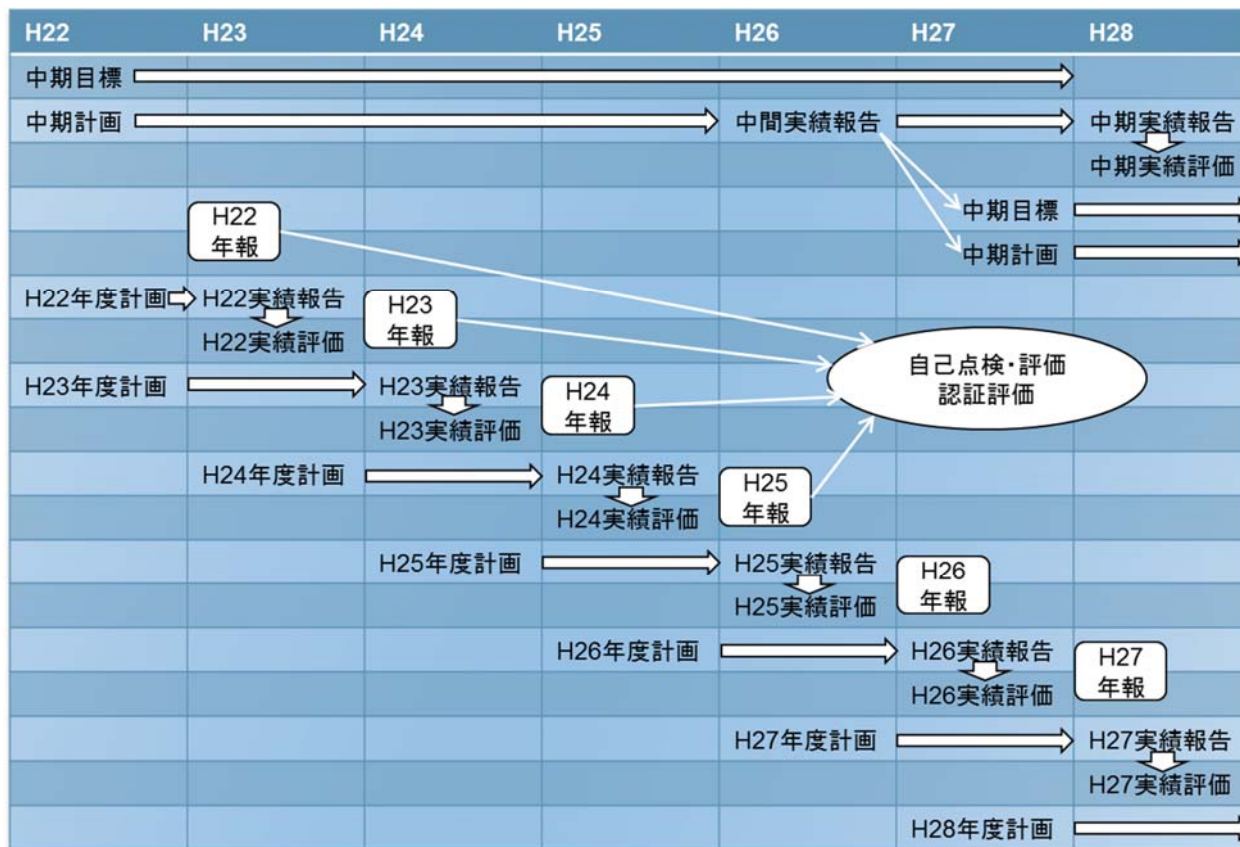 H22 H23 H24 H25 H26 H27 H28
中期目標
中期計画 中間実績報告 中期実績報告
中期実績評価
H22
年報
中期目標
中期計画
H22年度計画 H22実績報告
H22実績評価
H23
年報
自己点検・評価
認証評価
H23年度計画 H23実績報告
H23実績評価
H24
年報
H24年度計画 H24実績報告
H24実績評価
H25
年報
H25年度計画 H25実績報告
H25実績評価
H26
年報
H26年度計画 H26実績報告
H26実績評価
H27
年報
H27年度計画 H27実績報告
H27実績評価
H28年度計画